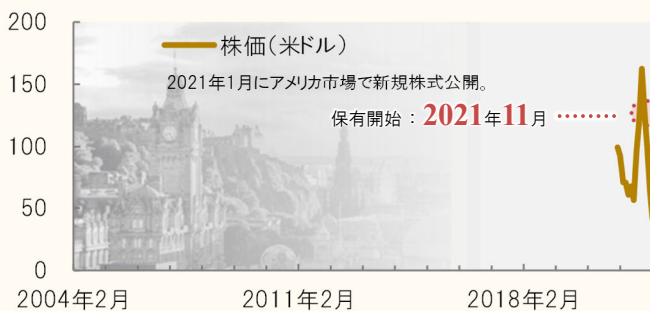 200
株価(米ドル)
2021年1月にアメリカ市場で新規株式公開。
150
保有開始：2021年11月
100
50
0
2004年2月
2011年2月
2018年2月